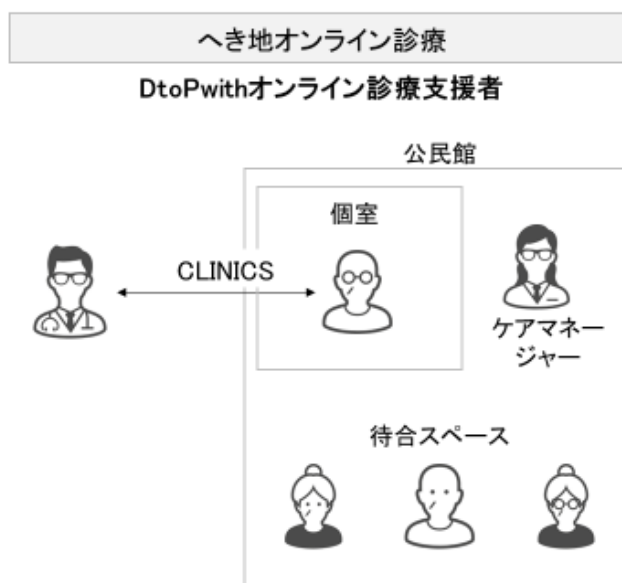 へき地オンライン診療
DtoPwithオンライン診療支援者
公民館
個室
CLINICS
ケアマネー
ジャー
待合スペース